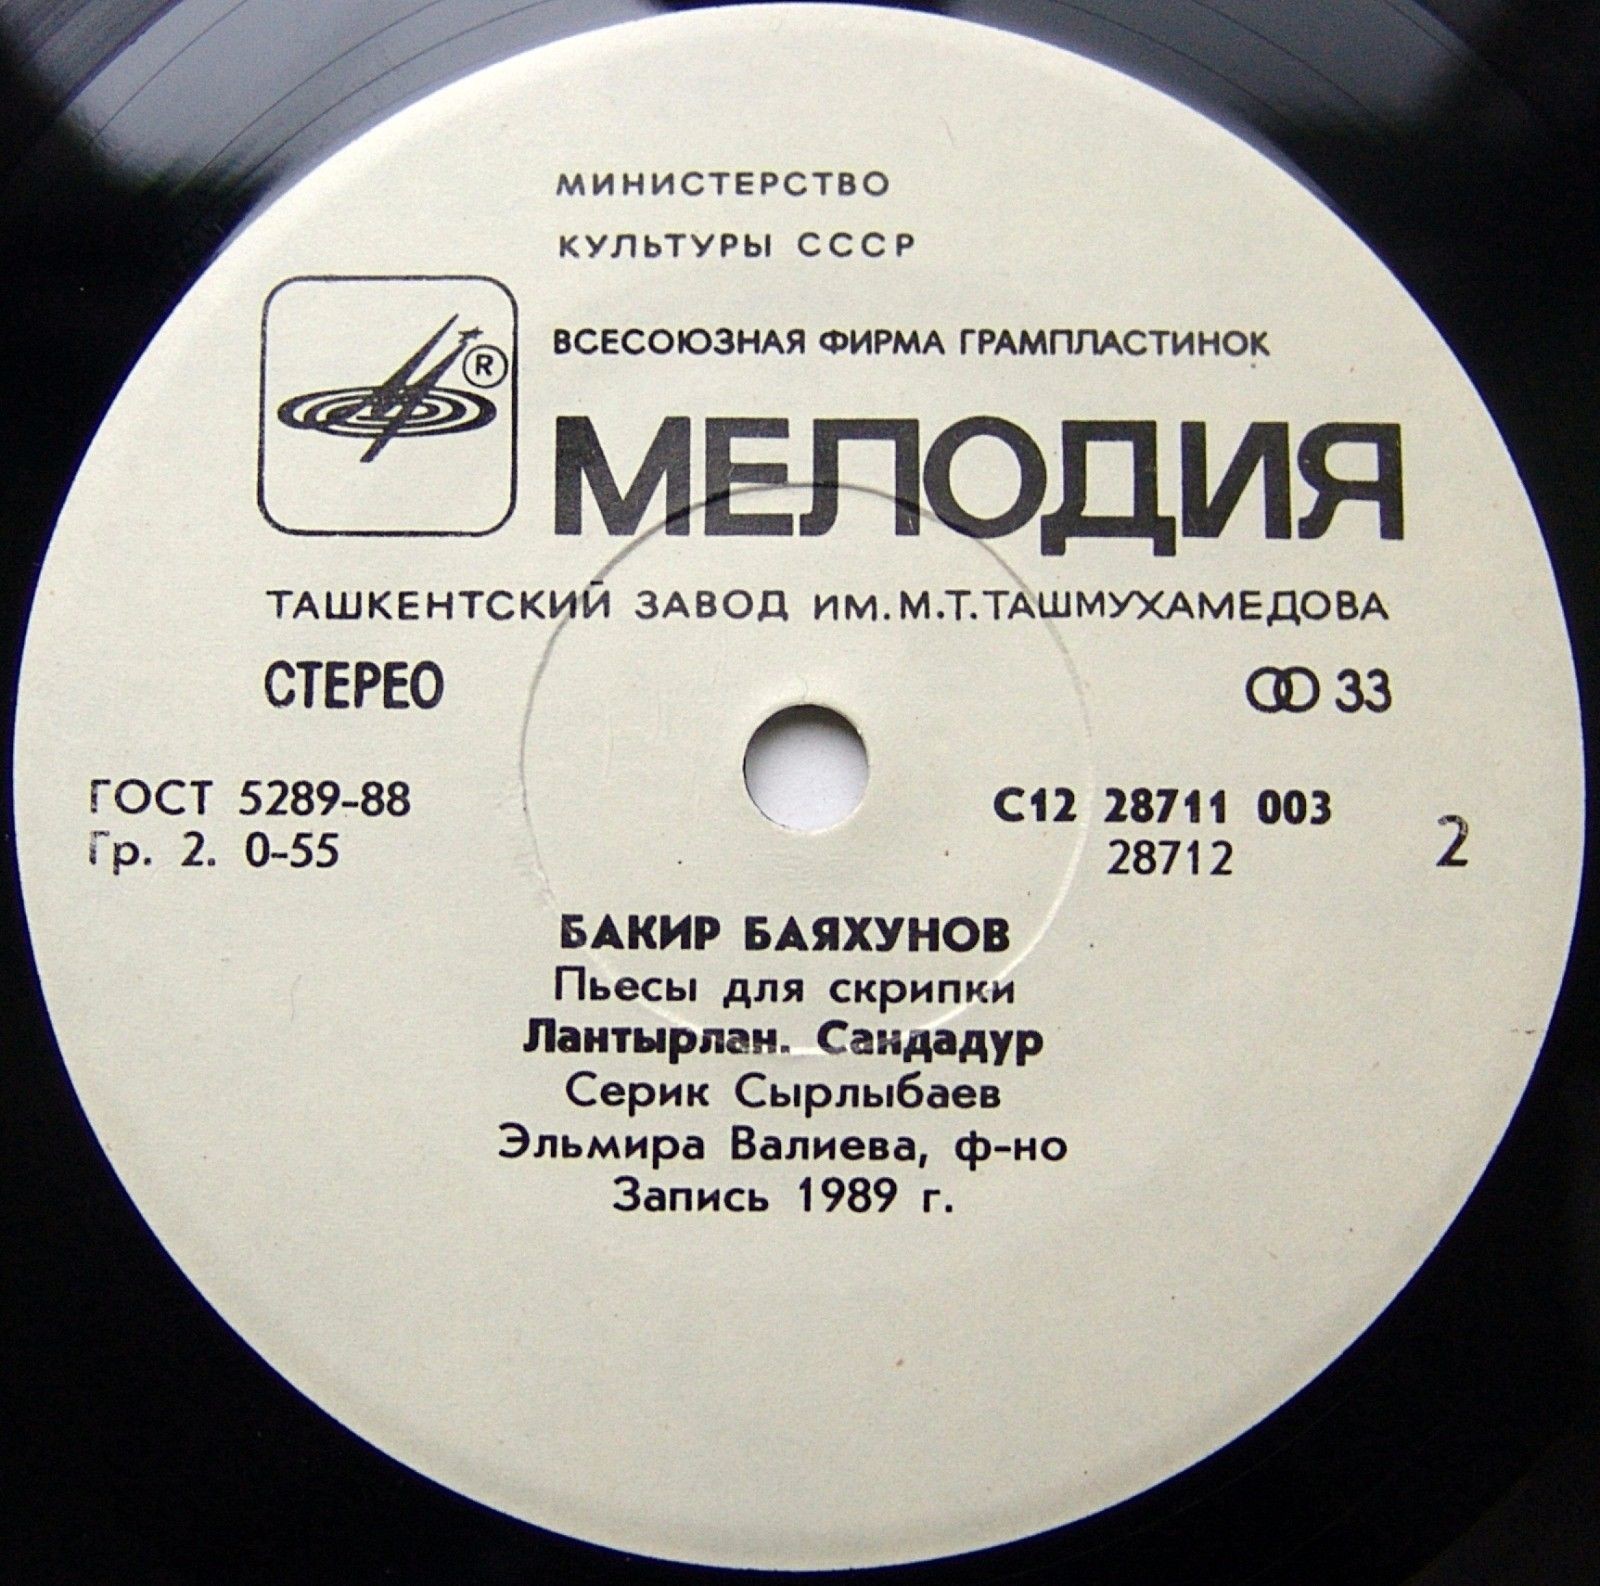 МИНИСТЕРСТВО
КУЛЬТУРЫ СССР
ВСЕСОЮЗНАЯ ФИРМА ГРАМПЛАСТИНОК
®
МЕЛОДИЯ
ТАШКЕНТСКИЙ ЗАВОД ИМ.М.Т.ТАШМУХАМЕДОВА
СТЕРЕО 33
ГОСТ 5289-88 С12 28711 003
Гр. 2. 0-55 28712 2
БАКИР БАЯХУНОВ
Пьесы для скрипки
Лантырлан. Сандадур
Серик Сырлыбаев
Эльмира Валиева, ф-но
Запись 1989 г.